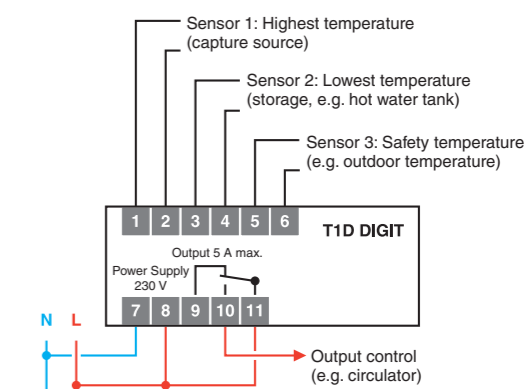 Sensor 1: Highest temperature
(capture source)
Sensor 2: Lowest temperature
(storage, e.g. hot water tank)
Sensor 3: Safety temperature
(e.g. outdoor temperature)
1 2 3 4 5 6
T1D DIGIT
Output 5 A max.
Power Supply
230 V
7 8 9 10 11
N L
Output control
(e.g. circulator)